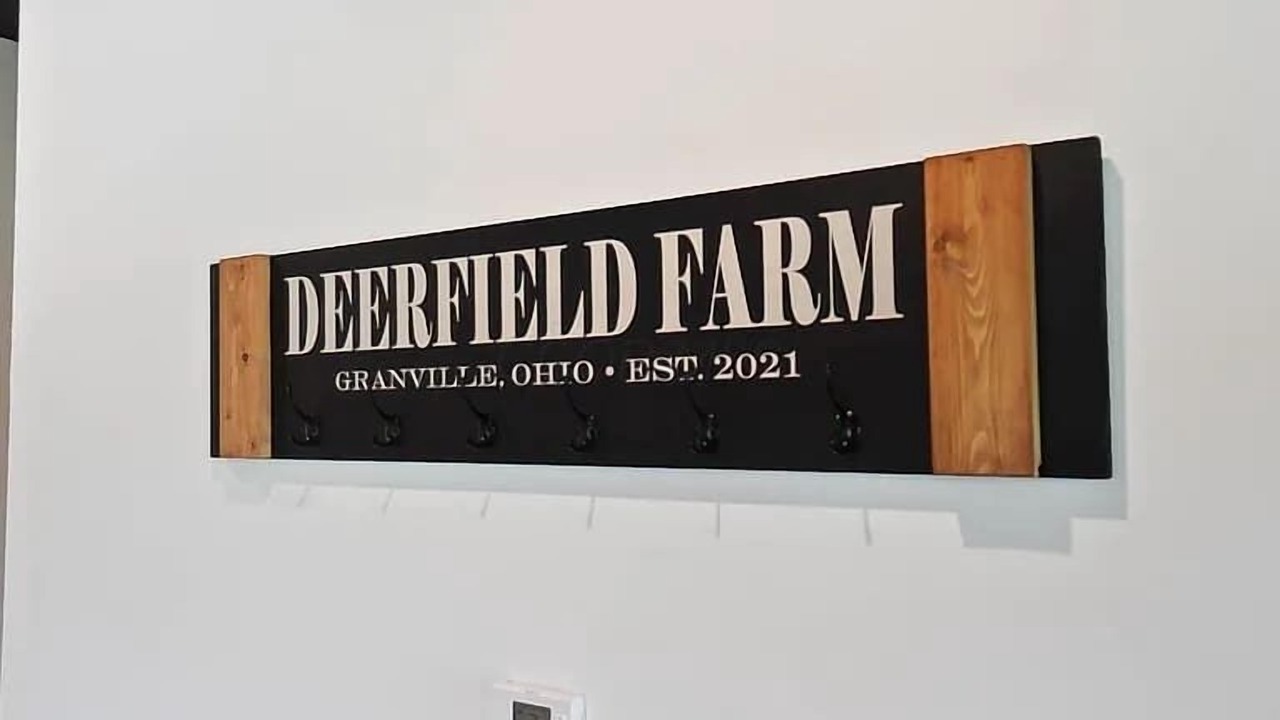 DEERFIELD FARM
GRANVILLE, OHIO • EST. 2021